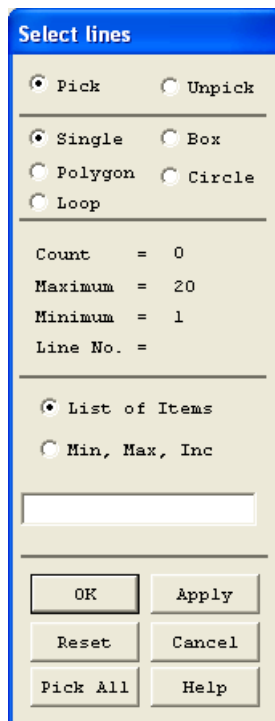 Select lines
Pick Unpick
Single Box
Polygon Circle
Loop
Count = 0
Maximum = 20
Minimum = 1
Line No. =
List of Items
Min, Max, Inc
OK Apply
Reset Cancel
Pick All Help